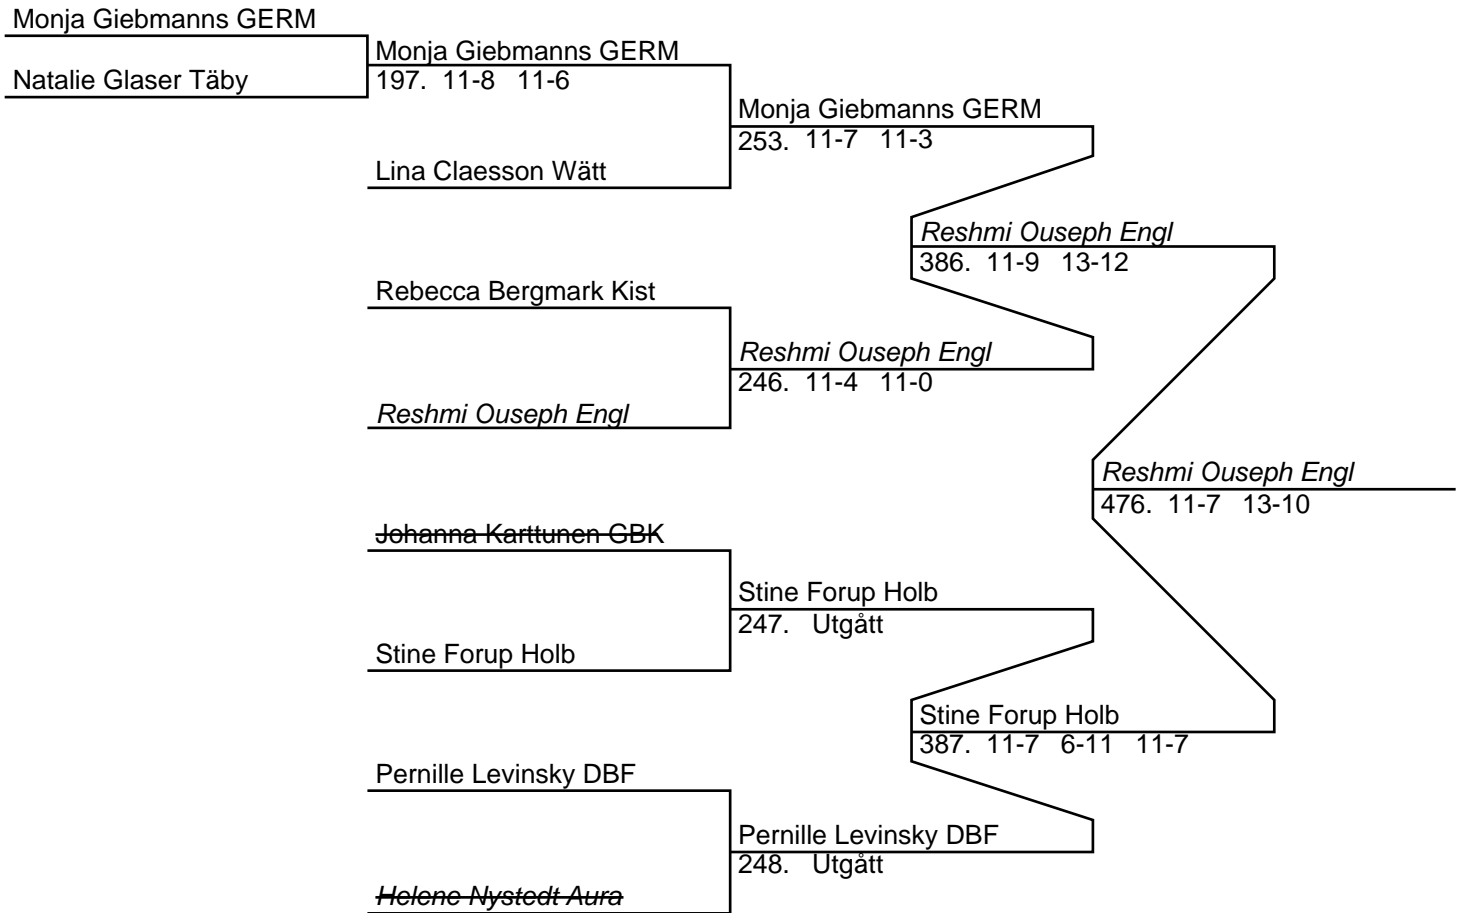 Monja Giebmanns GERM
Monja Giebmanns GERM
Natalie Glaser Täby
197. 11-8 11-6
Monja Giebmanns GERM
253. 11-7 11-3
Lina Claesson Wätt
Reshmi Ouseph Engl
386. 11-9 13-12
Rebecca Bergmark Kist
Reshmi Ouseph Engl
246. 11-4 11-0
Reshmi Ouseph Engl
Reshmi Ouseph Engl
476. 11-7 13-10
Johanna Karttunen GBK
Stine Forup Holb
247. Utgått
Stine Forup Holb
Stine Forup Holb
387. 11-7 6-11 11-7
Pernille Levinsky DBF
Pernille Levinsky DBF
248. Utgått
Helene Nystedt Aura